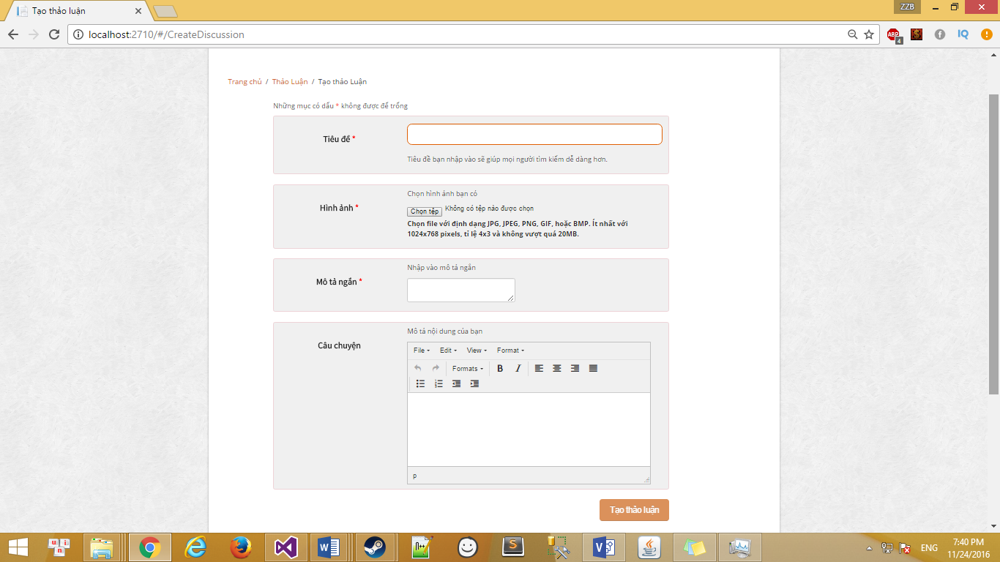 Tạo thảo luận
ZZB
localhost:2710/#/CreateDiscussion
ABP
4
IQ
Trang chủ / Thảo Luận / Tạo thảo Luận
Những mục có dấu * không được để trống
Tiêu đề *
Tiêu đề bạn nhập vào sẽ giúp mọi người tìm kiếm dễ dàng hơn.
Hình ảnh *
Chọn hình ảnh bạn có
Chọn tệp Không có tệp nào được chọn
Chọn file với định dạng JPG, JPEG, PNG, GIF, hoặc BMP. Ít nhất với
1024x768 pixels, tỉ lệ 4x3 và không vượt quá 20MB.
Mô tả ngắn *
Nhập vào mô tả ngắn
Câu chuyện
Mô tả nội dung của bạn
File Edit View Format
Formats B I
p
Tạo thảo luận
ENG
7:40 PM
11/24/2016